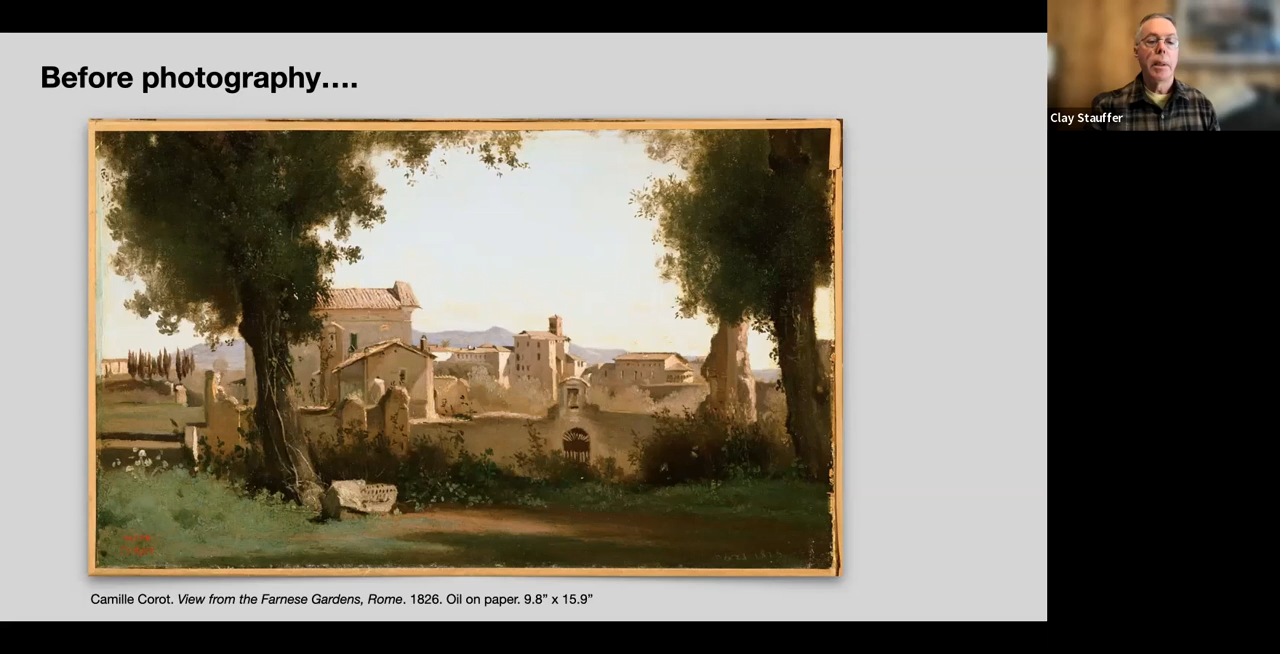 Before photography....
Clay Stauffer
Camille Corot. View from the Farnese Gardens, Rome. 1826. Oil on paper. 9.8” x 15.9”